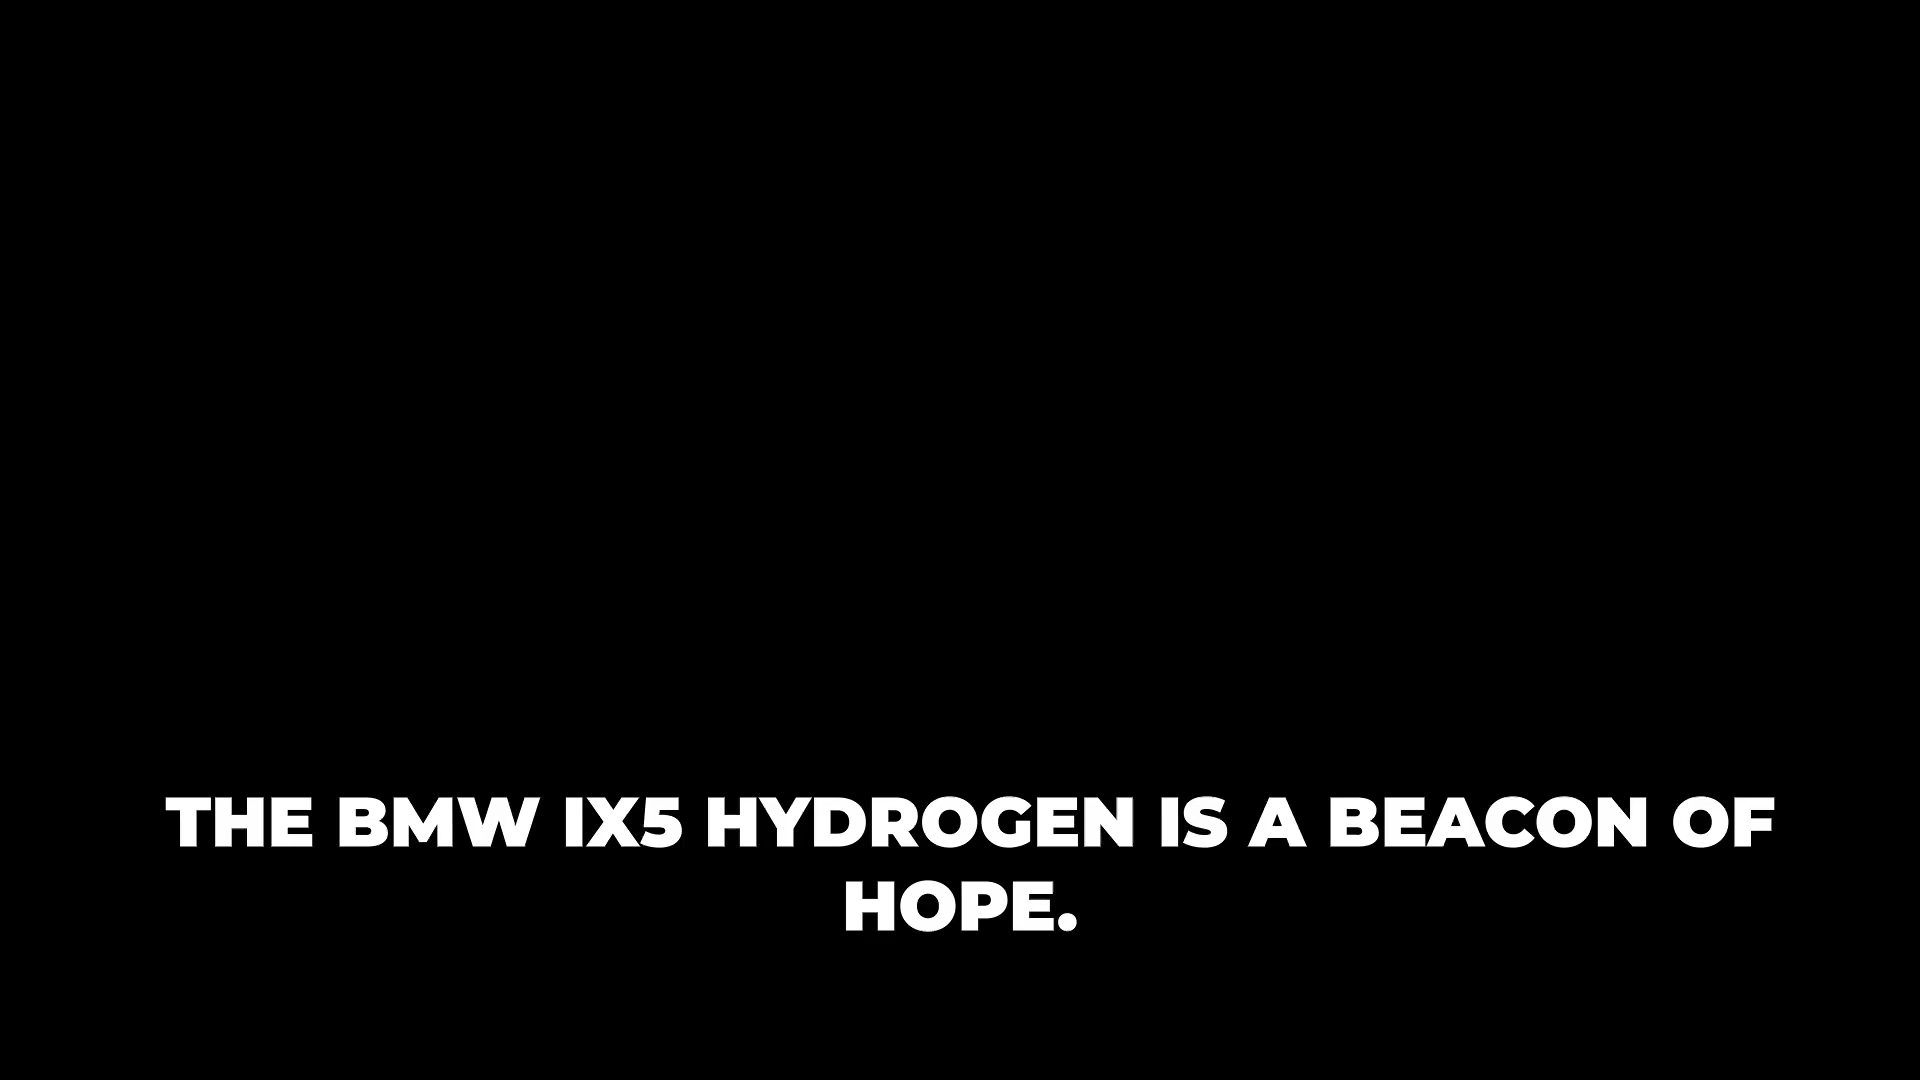 THE BMW IX5 HYDROGEN IS A BEACON OF
HOPE.